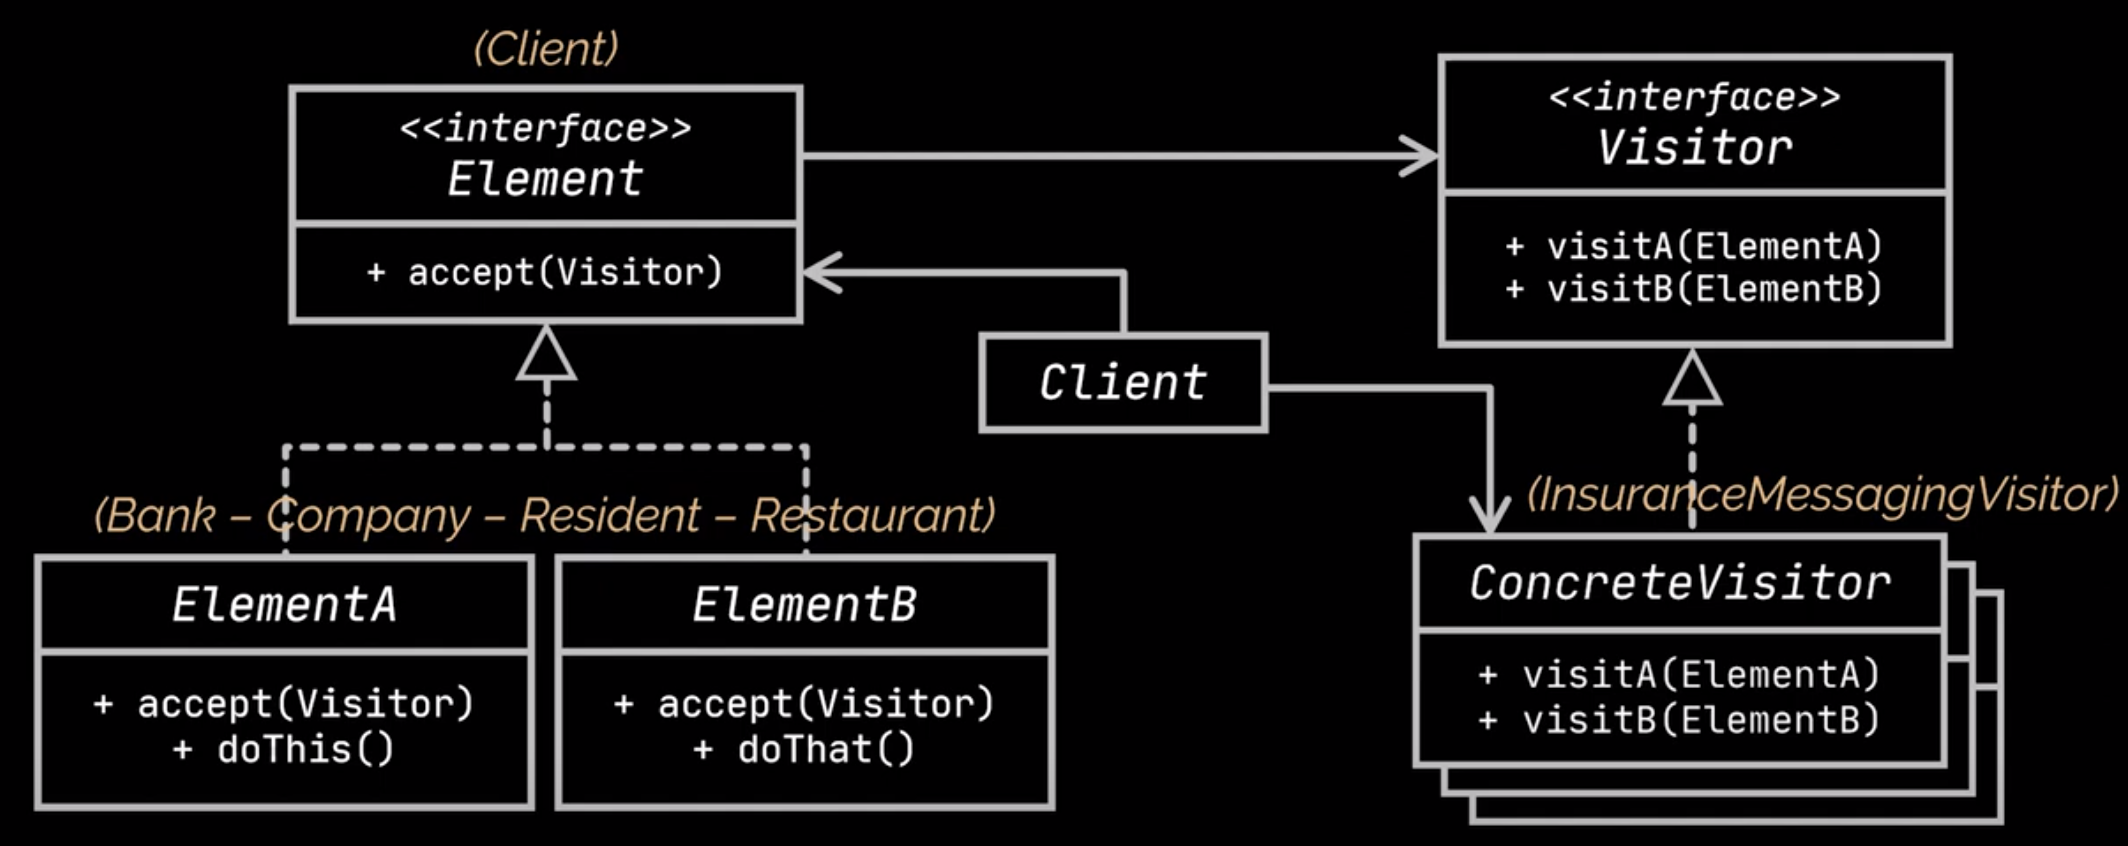 (Client)
<<interface>>
Element
+ accept(Visitor)
<<interface>>
Visitor
+ visitA(ElementA)
+ visitB(ElementB)
Client
(Bank – Company – Resident – Restaurant)
ElementA
+ accept(Visitor)
+ doThis()
ElementB
+ accept(Visitor)
+ doThat()
(InsuranceMessagingVisitor)
ConcreteVisitor
+ visitA(ElementA)
+ visitB(ElementB)